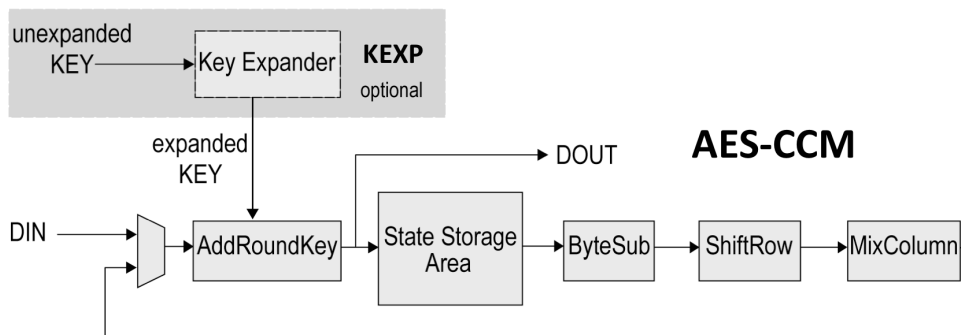 unexpanded
KEY
Key Expander
KEXP
optional
expanded
KEY
DOUT
AES-CCM
DIN
AddRoundKey
State Storage
Area
ByteSub
ShiftRow
MixColumn